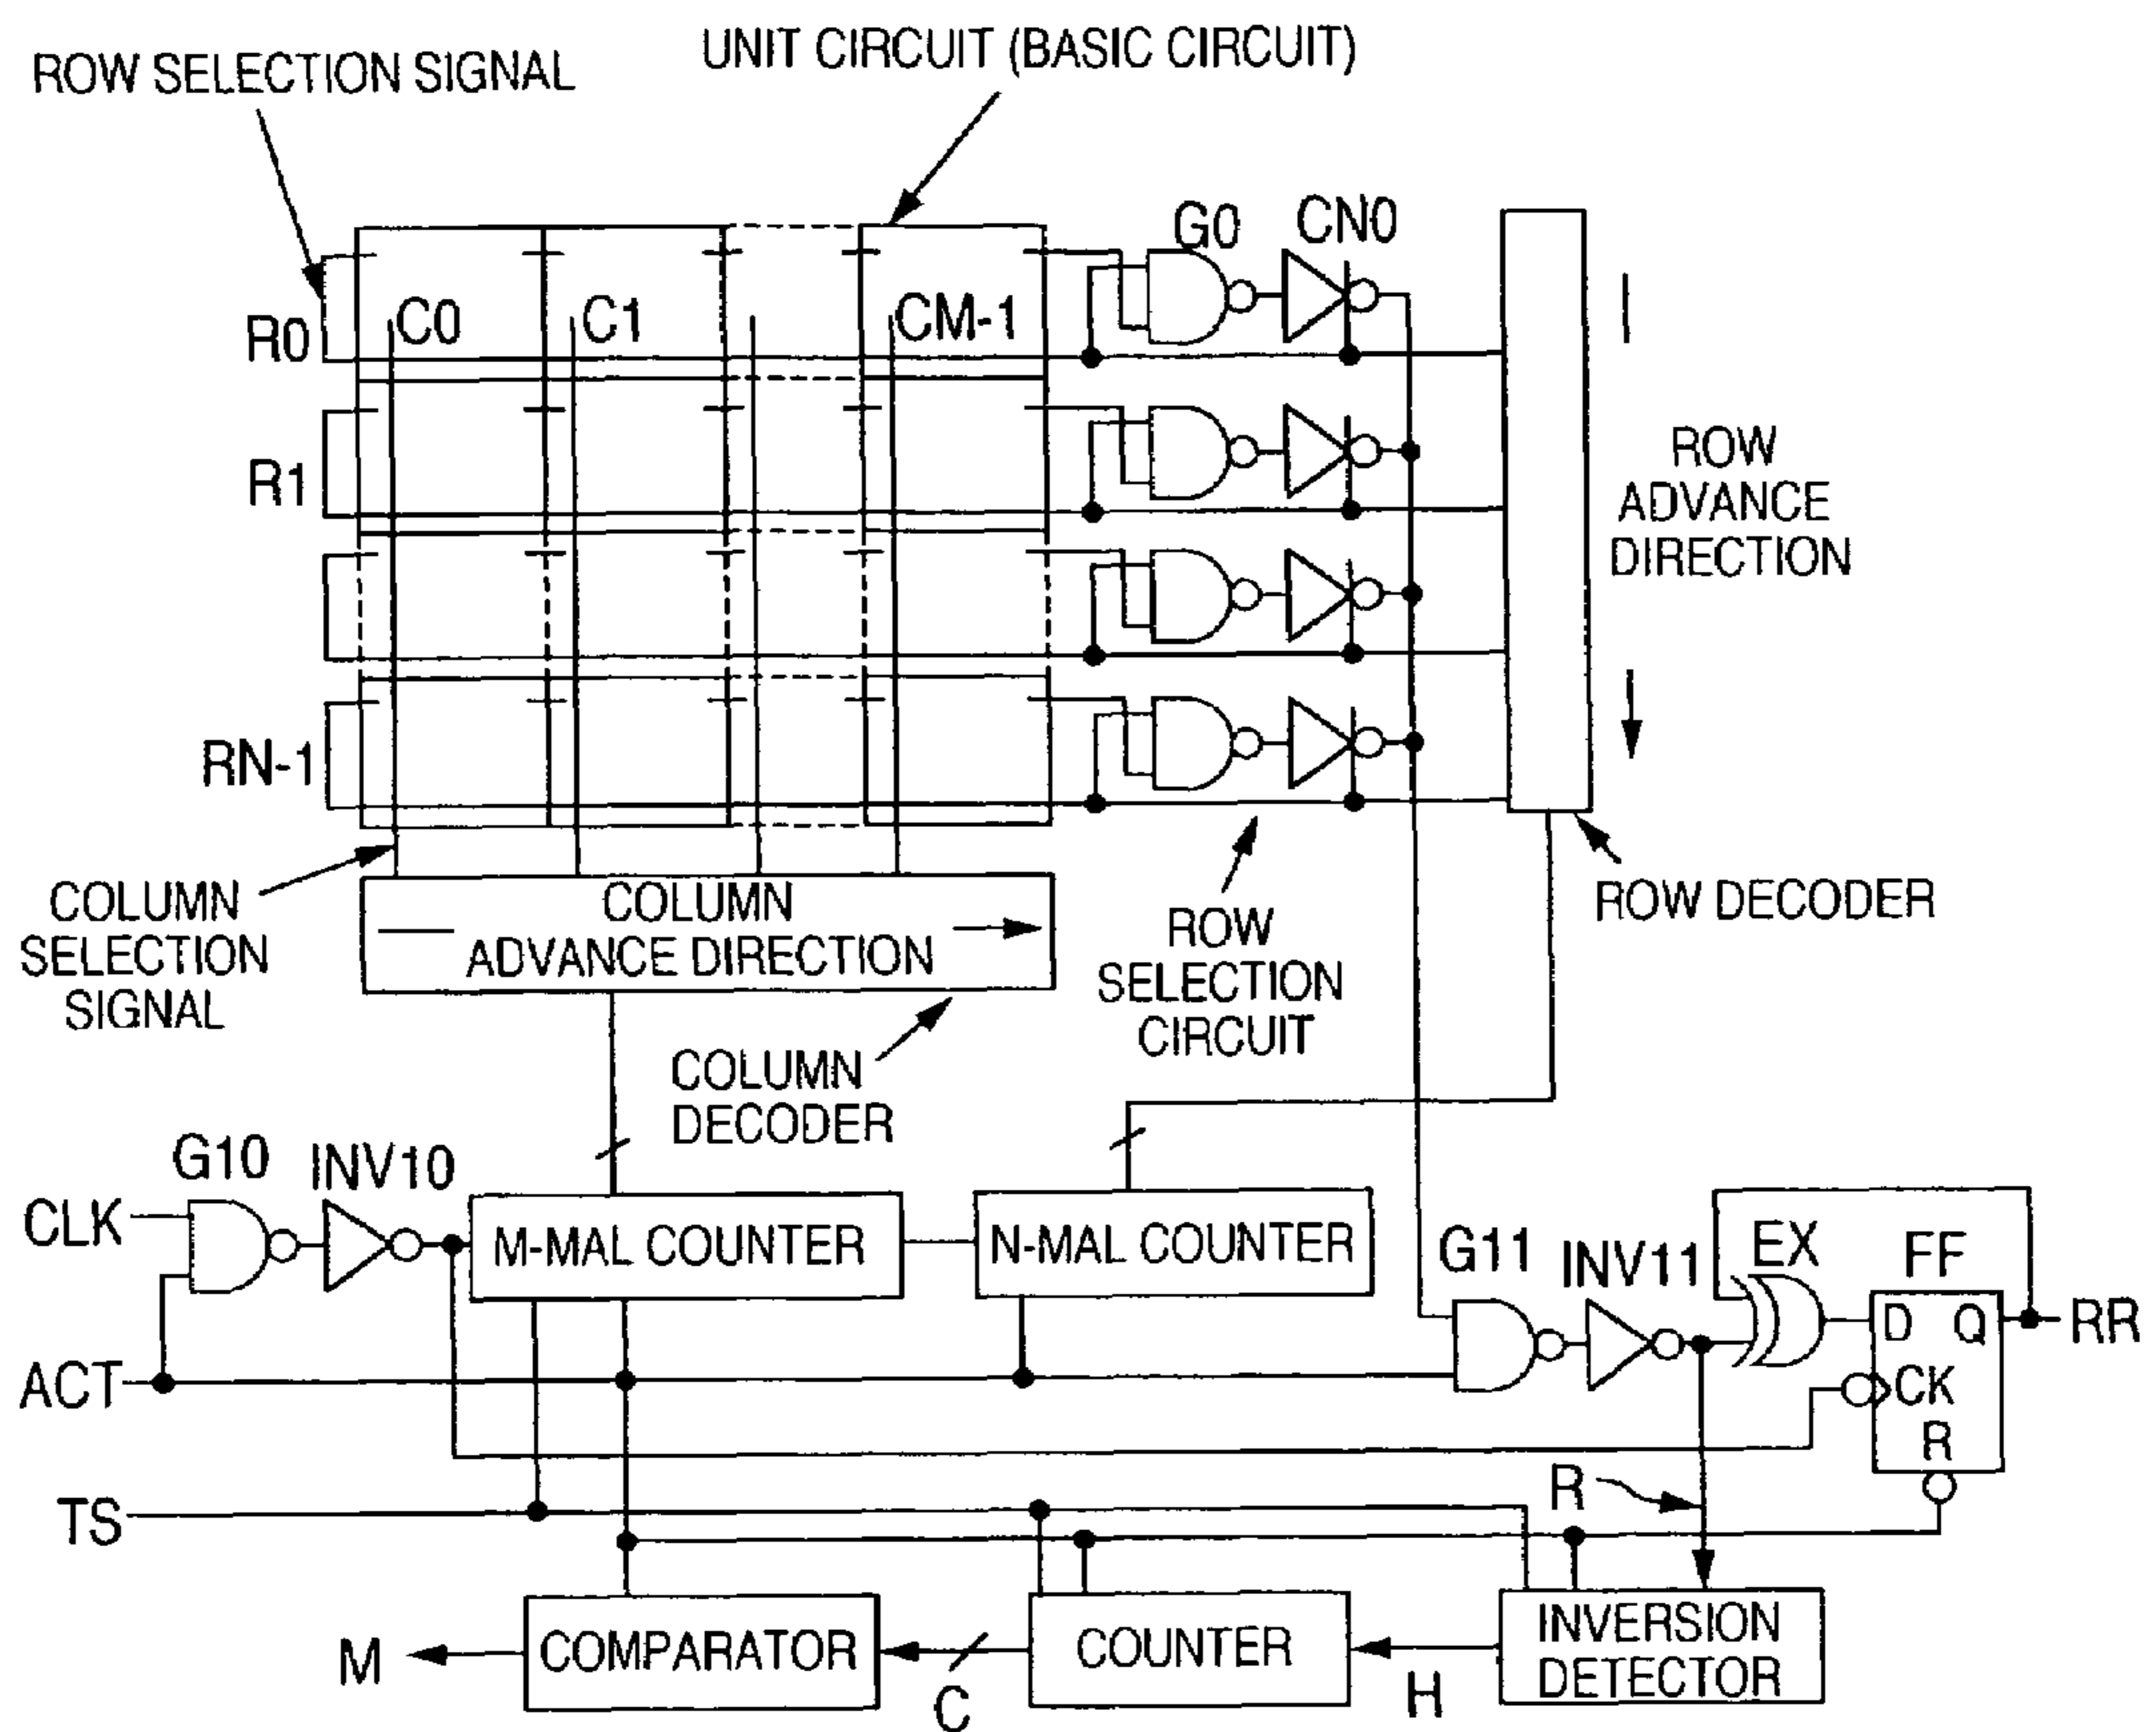 ROW SELECTION SIGNAL
UNIT CIRCUIT (BASIC CIRCUIT)
G0
CN0
R0
C0
C1
CM-1
R1
ROW
ADVANCE
DIRECTION
RN-1
COLUMN
SELECTION
SIGNAL
COLUMN
ADVANCE DIRECTION
ROW
SELECTION
CIRCUIT
ROW DECODER
COLUMN
DECODER
G10
INV10
CLK
M-MAL COUNTER
N-MAL COUNTER
G11
INV11
EX
FF
D
Q
RR
ACT
CK
R
TS
R
INVERSION
DETECTOR
M
COMPARATOR
C
COUNTER
H